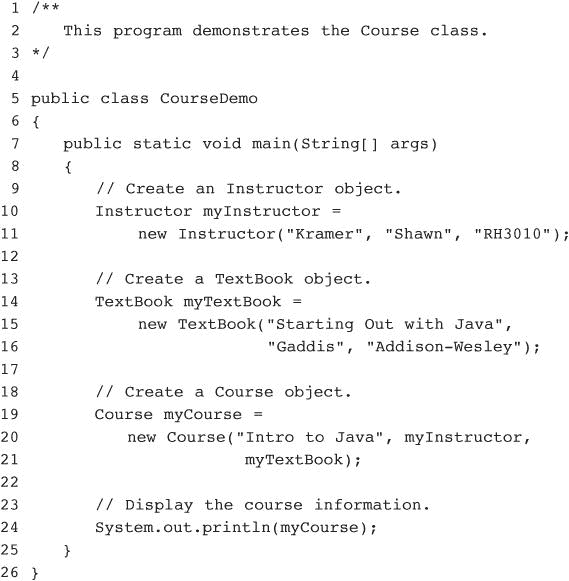 1 /**
2    This program demonstrates the Course class.
3 */
4
5 public class CourseDemo
6 {
7    public static void main(String[] args)
8    {
9       // Create an Instructor object.
10       Instructor myInstructor =
11           new Instructor("Kramer", "Shawn", "RH3010");
12
13       // Create a TextBook object.
14       TextBook myTextBook =
15           new TextBook("Starting Out with Java",
16                       "Gaddis", "Addison-Wesley");
17
18       // Create a Course object.
19       Course myCourse =
20          new Course("Intro to Java", myInstructor,
21                     myTextBook);
22
23       // Display the course information.
24       System.out.println(myCourse);
25    }
26 }